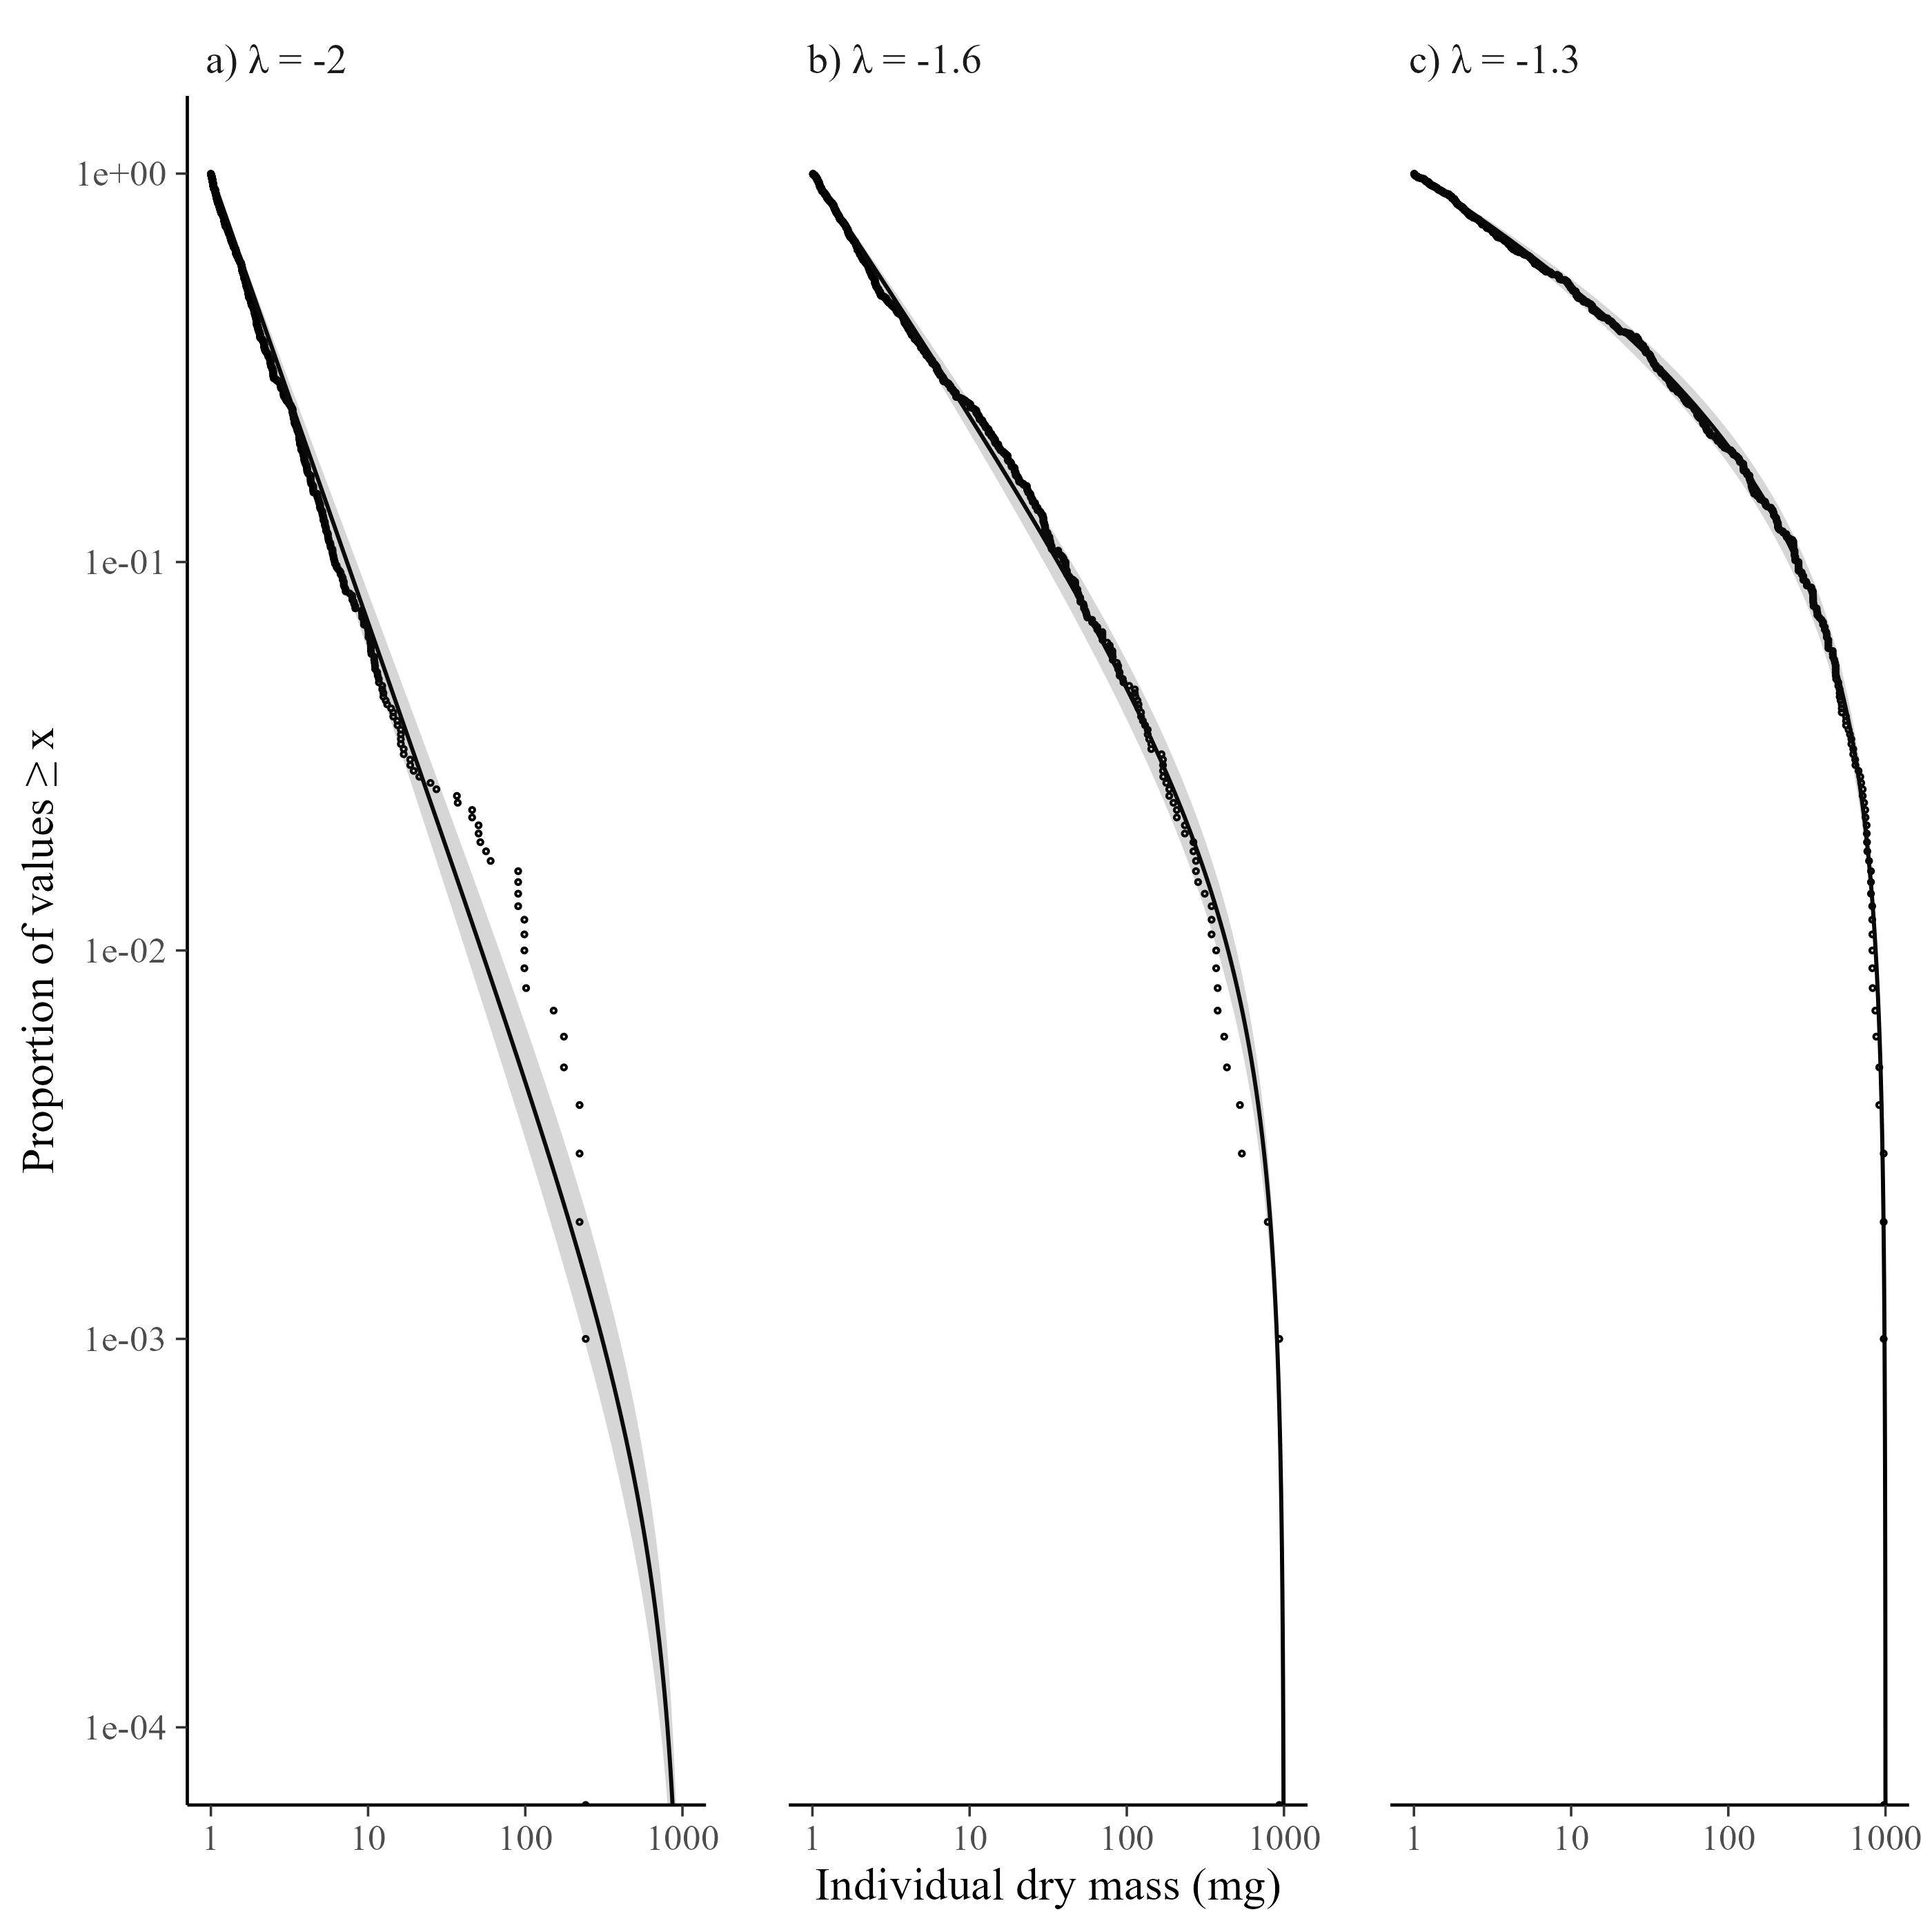 a) λ = -2
b) λ = -1.6
c) λ = -1.3
Proportion of values ≥ x
1e+00
1e-01
1e-02
1e-03
1e-04
1 10 100 1000
1 10 100 1000
1 10 100 1000
Individual dry mass (mg)